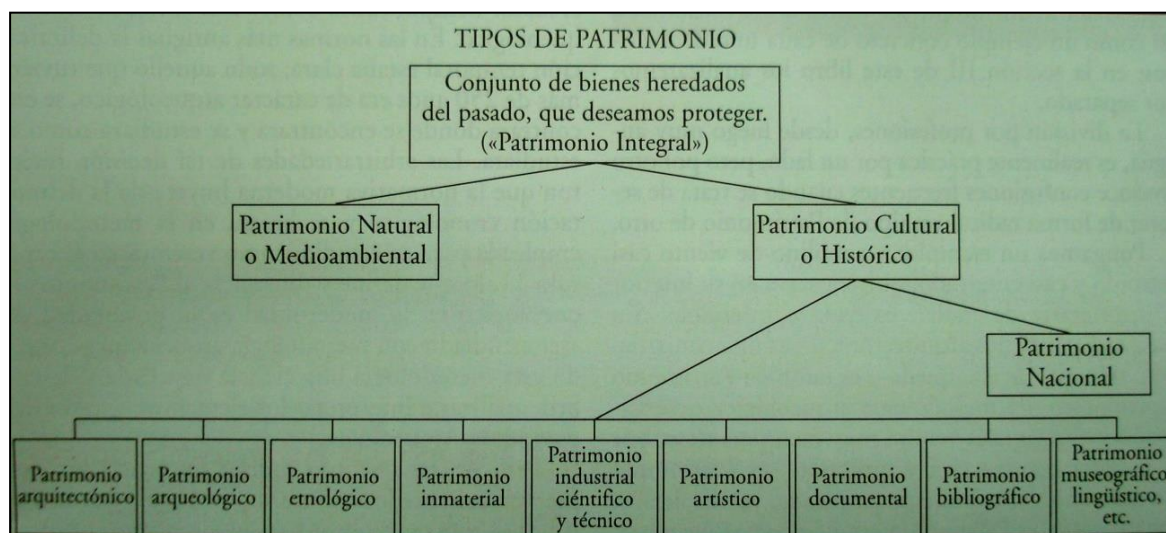 TIPOS DE PATRIMONIO
Conjunto de bienes heredados
del pasado, que deseamos proteger.
(«Patrimonio Integral»)
Patrimonio Natural
o Medioambiental
Patrimonio Cultural
o Histórico
Patrimonio
Nacional
Patrimonio
arquitectónico
Patrimonio
arqueológico
Patrimonio
etnológico
Patrimonio
inmaterial
Patrimonio
industrial
ciéntifico
y técnico
Patrimonio
artístico
Patrimonio
documental
Patrimonio
bibliográfico
Patrimonio
museográfico,
lingüístico,
etc.